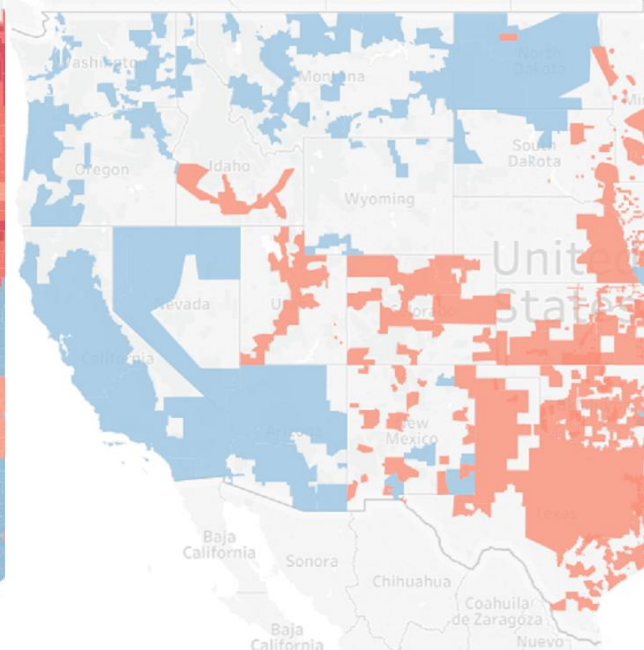 Washington
Montana
North
Dakota
Oregon
Idaho
South
Dakota
Wyoming
United
States
Nevada
Colorado
California
Arizona
New
Mexico
Texas
Baja
California
Sonora
Chihuahua
Coahuila
de Zaragoza
Baja
California
Nuevo